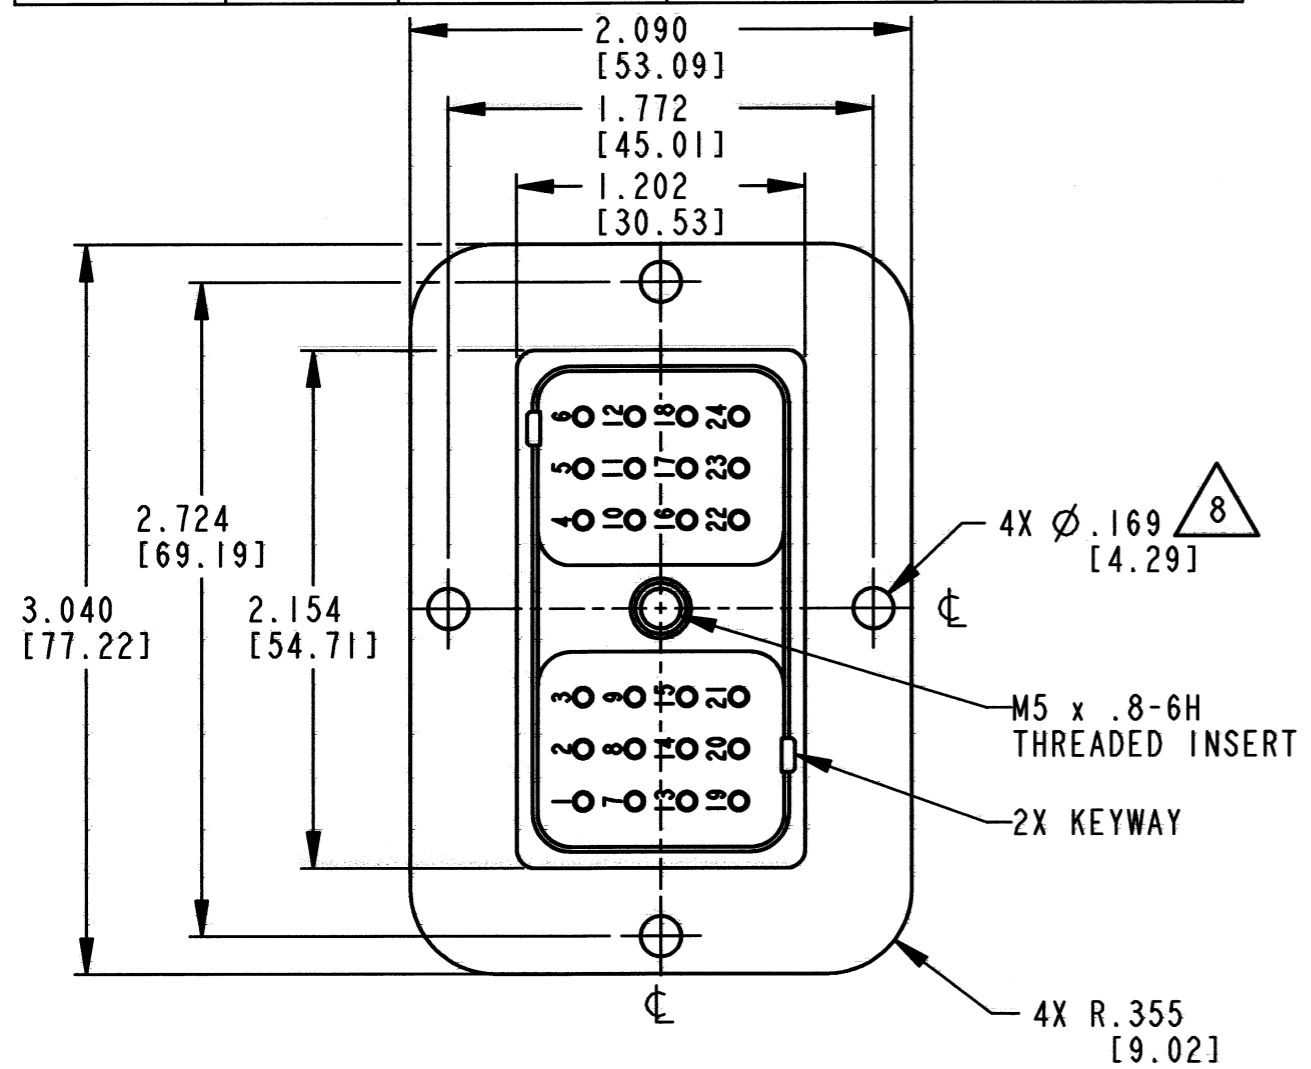 2.090
[53.09]
1.772
[45.01]
1.202
[30.53]
6 12 18 24
5 11 17 23
4 10 16 22
2.724
[69.19]
3.040
[77.22]
2.154
[54.71]
4X Ø.169 8
[4.29]
℄
M5 x .8-6H
THREADED INSERT
3 9 15 21
2 8 14 20
1 7 13 19
2X KEYWAY
℄
4X R.355
[9.02]